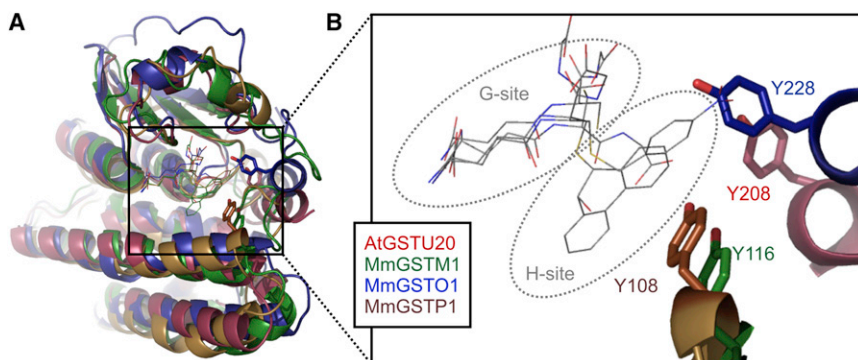 A
B
G-site
Y228
Y208
AtGSTU20
MmGSTM1
MmGSTO1
MmGSTP1
H-site
Y108
Y116